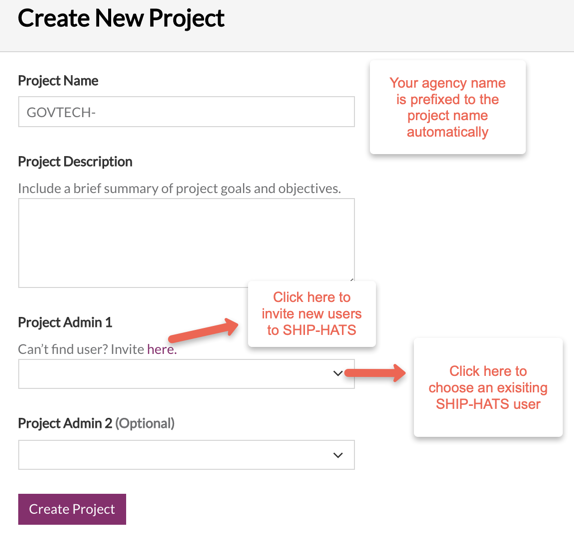 Create New Project
Project Name
GOVTECH-
Your agency name
is prefixed to the
project name
automatically
Project Description
Include a brief summary of project goals and objectives.
Click here to
invite new users
to SHIP-HATS
Project Admin 1
Can't find user? Invite here.
Click here to
choose an exisiting
SHIP-HATS user
Project Admin 2 (Optional)
Create Project